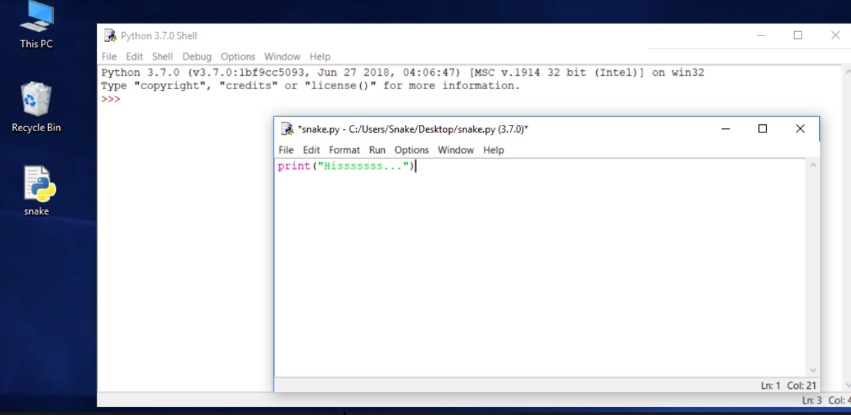 This PC
Recycle Bin
snake
Python 3.7.0 Shell
File Edit Shell Debug Options Window Help
Python 3.7.0 (v3.7.0:1bf9cc5093, Jun 27 2018, 04:06:47) [MSC v.1914 32 bit (Intel)] on win32
Type "copyright", "credits" or "license()" for more information.
>>>
*snake.py - C:/Users/Snake/Desktop/snake.py (3.7.0)*
File Edit Format Run Options Window Help
print("Hisssssss...")
Ln: 1 Col: 21
Ln: 3 Col: 4